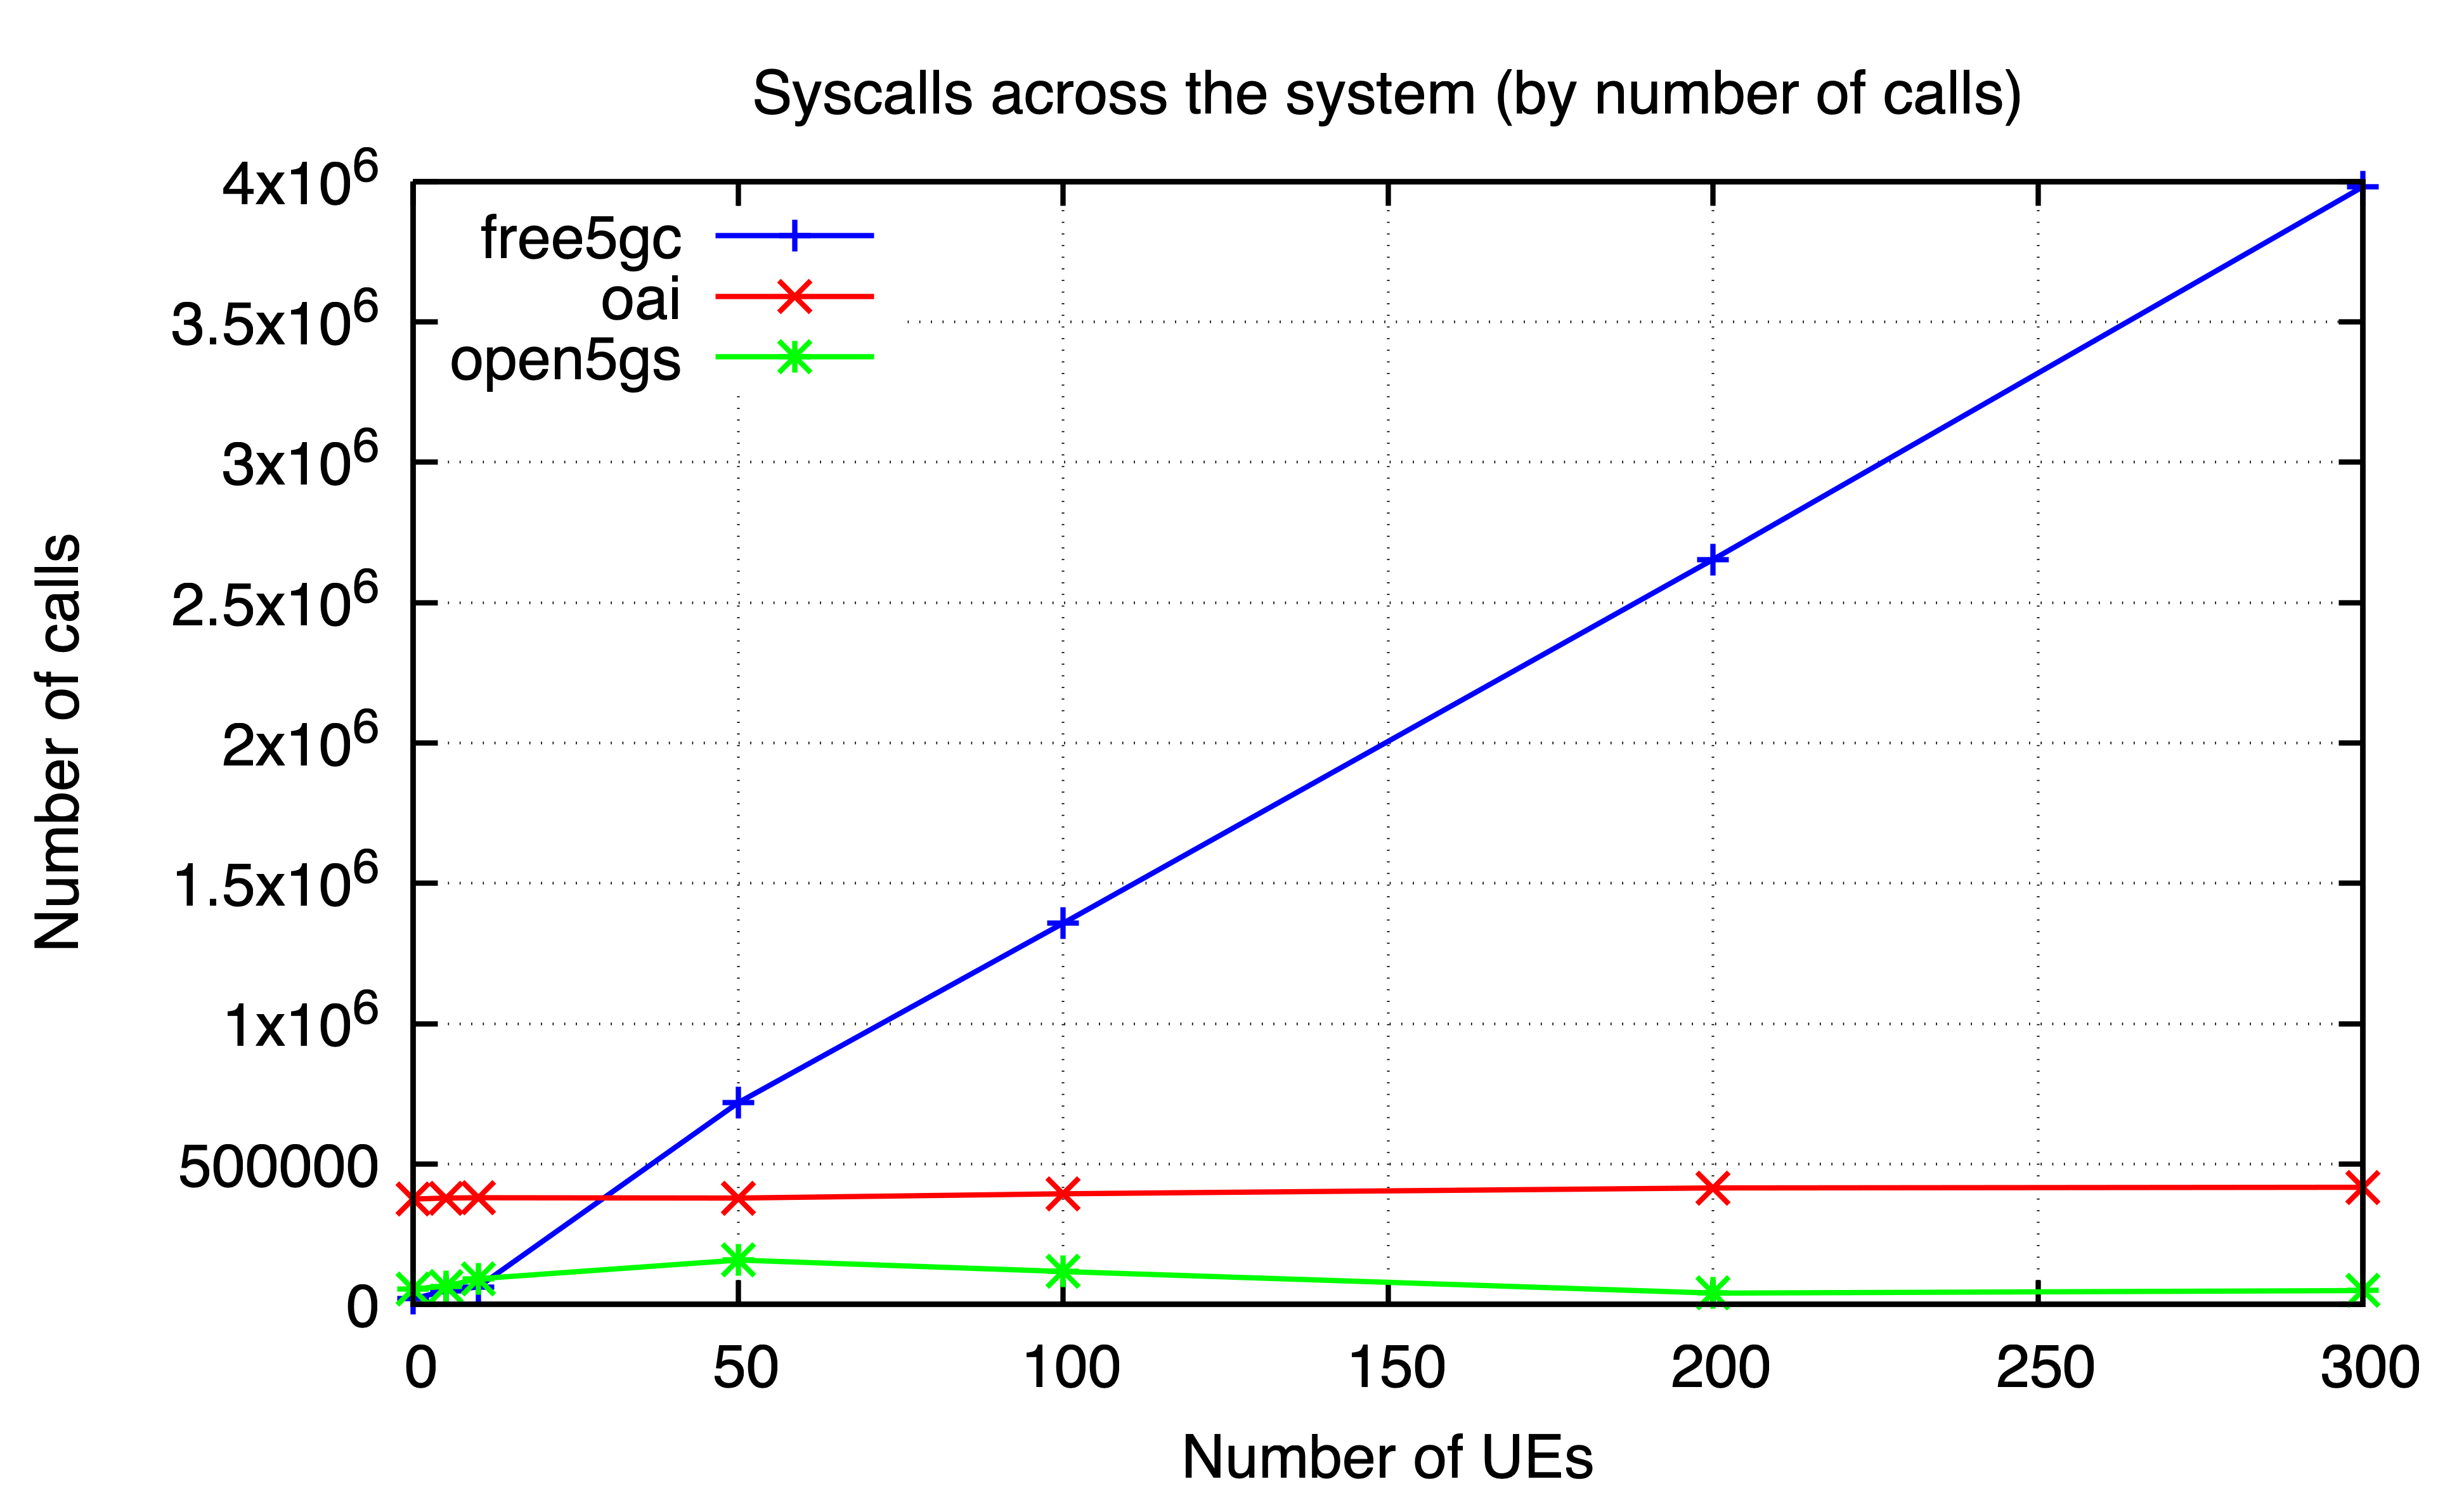 Syscalls across the system (by number of calls)
4x10^6
3.5x10^6
3x10^6
2.5x10^6
2x10^6
1.5x10^6
1x10^6
500000
0
free5gc
oai
open5gs
Number of calls
0 50 100 150 200 250 300
Number of UEs